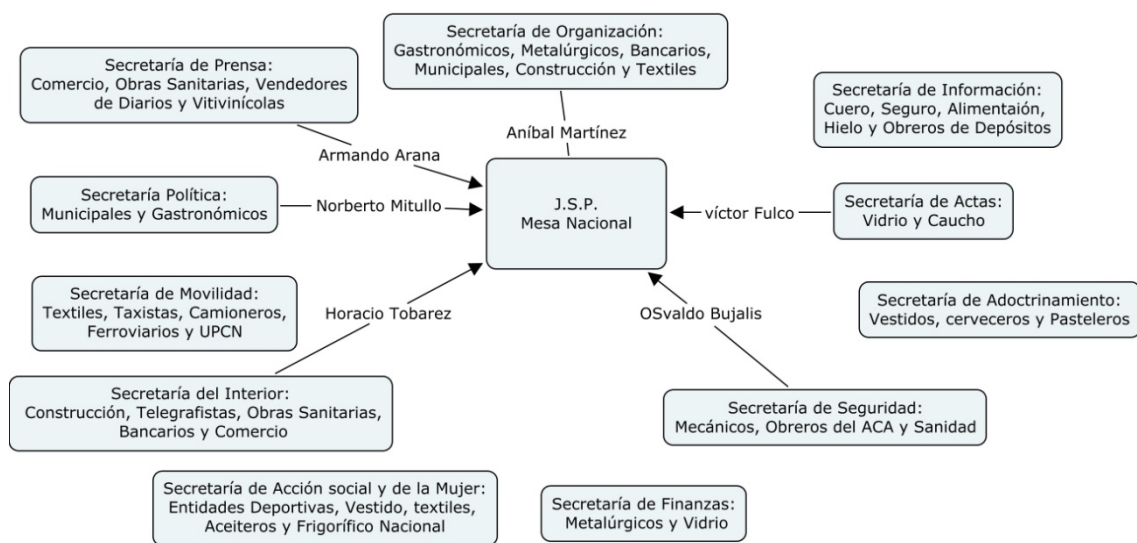 Secretaría de Organización:
Gastronómicos, Metalúrgicos, Bancarios,
Municipales, Construcción y Textiles
Secretaría de Prensa:
Comercio, Obras Sanitarias, Vendedores
de Diarios y Vitivinícolas
Secretaría de Información:
Cuero, Seguro, Alimentaión,
Hielo y Obreros de Depósitos
Aníbal Martínez
Armando Arana
Secretaría Política:
Municipales y Gastronómicos
Norberto Mitullo
J.S.P.
Mesa Nacional
víctor Fulco
Secretaría de Actas:
Vidrio y Caucho
Secretaría de Movilidad:
Textiles, Taxistas, Camioneros,
Ferroviarios y UPCN
Horacio Tobarez
OSvaldo Bujalis
Secretaría de Adoctrinamiento:
Vestidos, cerveceros y Pasteleros
Secretaría del Interior:
Construcción, Telegrafistas, Obras Sanitarias,
Bancarios y Comercio
Secretaría de Seguridad:
Mecánicos, Obreros del ACA y Sanidad
Secretaría de Acción social y de la Mujer:
Entidades Deportivas, Vestido, textiles,
Aceiteros y Frigorífico Nacional
Secretaría de Finanzas:
Metalúrgicos y Vidrio